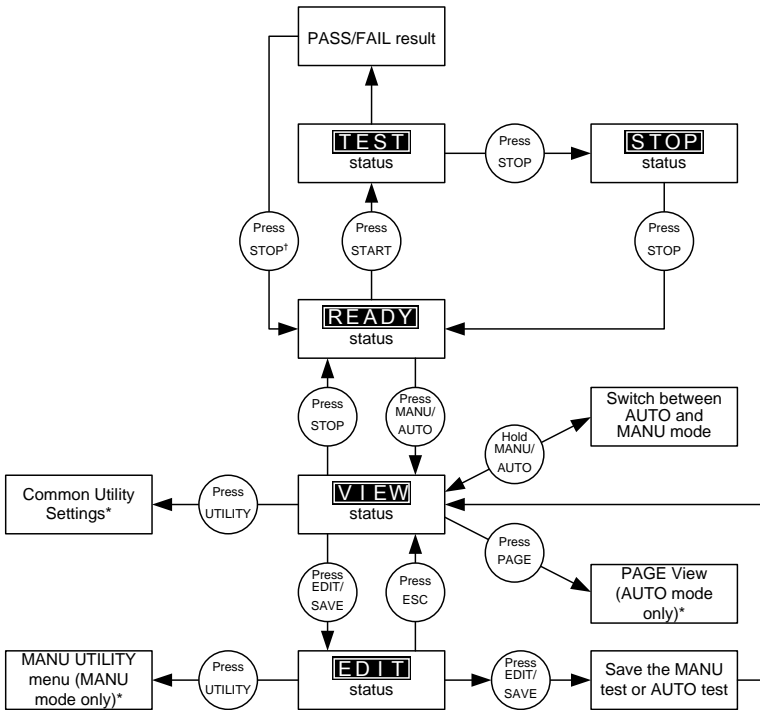 PASS/FAIL result
TEST
status
Press
STOP
STOP
status
Press
STOP†
Press
START
Press
STOP
READY
status
Press
STOP
Press
MANU/
AUTO
Switch between
AUTO and
MANU mode
Hold
MANU/
AUTO
Common Utility
Settings*
Press
UTILITY
VIEW
status
Press
PAGE
Press
EDIT/
SAVE
Press
ESC
PAGE View
(AUTO mode
only)*
MANU UTILITY
menu (MANU
mode only)*
Press
UTILITY
EDIT
status
Press
EDIT/
SAVE
Save the MANU
test or AUTO test